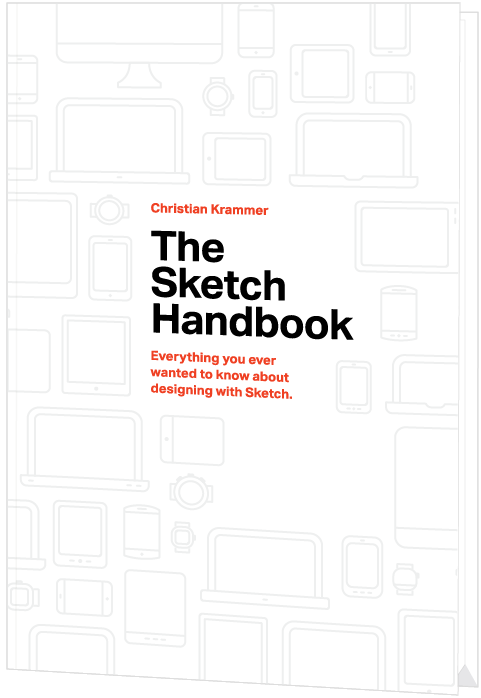 Christian Krammer
The
Sketch
Handbook
Everything you ever
wanted to know about
designing with Sketch.